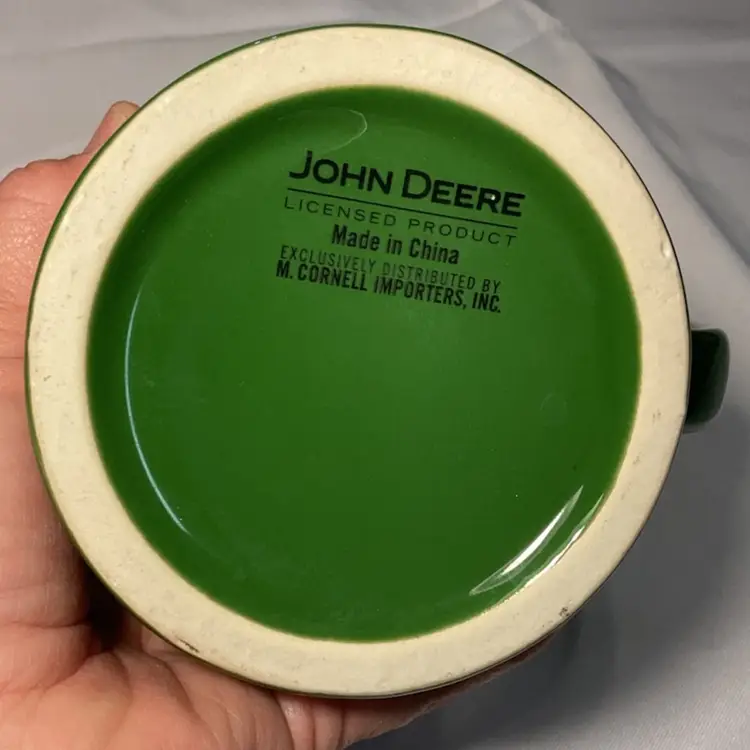 JOHN DEERE
LICENSED PRODUCT
Made in China
EXCLUSIVELY DISTRIBUTED BY
M. CORNELL IMPORTERS, INC.